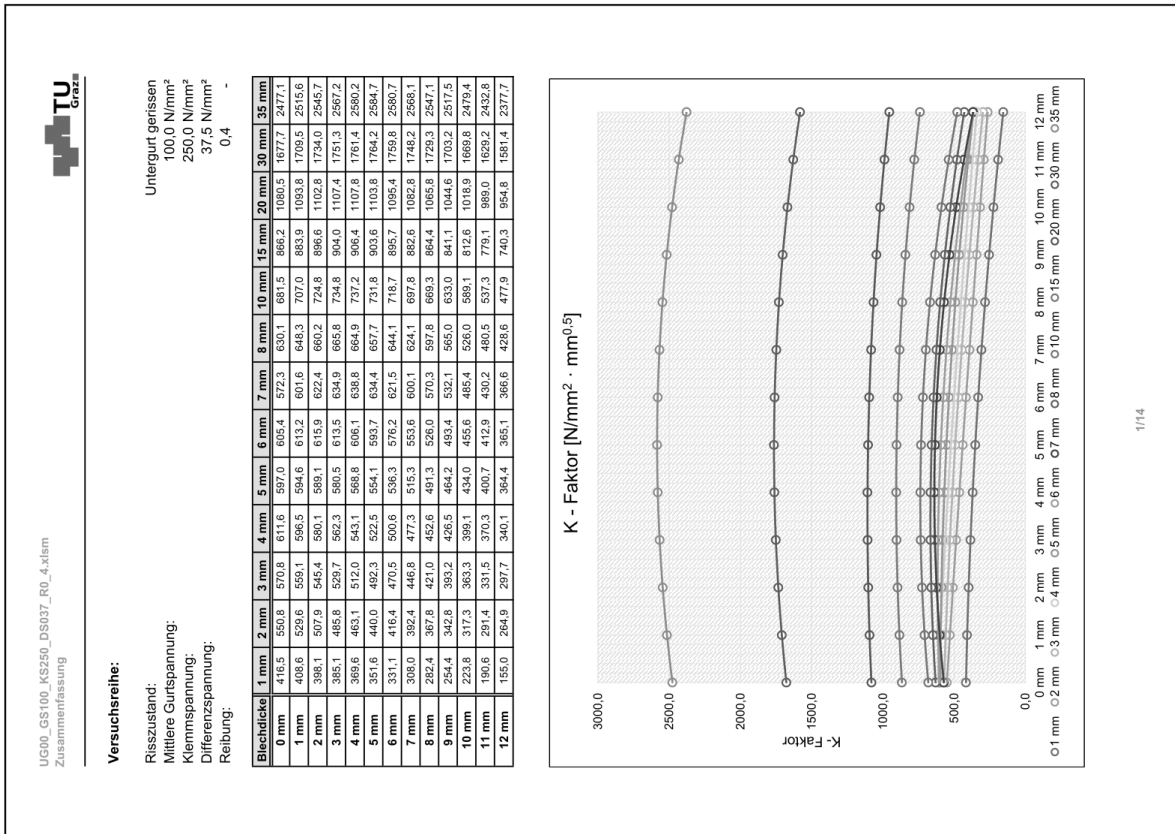 UG00_GS100_KS250_DS037_R0_4.xlsm
Zusammenfassung
TU
Graz
Versuchsreihe:
Risszustand: Untergurt gerissen
Mittlere Gurtspannung: 100,0 N/mm²
Klemmspannung: 250,0 N/mm²
Differenzspannung: 37,5 N/mm²
Reibung: 0,4 -
Blechdicke 1 mm 2 mm 3 mm 4 mm 5 mm 6 mm 7 mm 8 mm 10 mm 15 mm 20 mm 30 mm 35 mm
0 mm 416,5 550,8 570,8 611,6 597,0 605,4 572,3 630,1 681,5 866,2 1080,5 1677,7 2477,1
1 mm 408,6 529,6 559,1 596,5 594,6 613,2 601,6 648,3 707,0 883,9 1093,8 1709,5 2515,6
2 mm 398,1 507,9 545,4 580,1 589,1 615,9 622,4 660,2 724,8 896,6 1102,8 1734,0 2545,7
3 mm 385,1 485,8 529,7 562,3 580,5 613,5 634,9 665,8 734,8 904,0 1107,4 1751,3 2567,2
4 mm 369,6 463,1 512,0 543,1 568,8 606,1 638,8 664,9 737,2 906,4 1107,8 1761,4 2580,2
5 mm 351,6 440,0 492,3 522,5 554,1 593,7 634,4 657,7 731,8 903,6 1103,8 1764,2 2584,7
6 mm 331,1 416,4 470,5 500,6 536,3 576,2 621,5 644,1 718,7 895,7 1095,4 1759,8 2580,7
7 mm 308,0 392,4 446,8 477,3 515,3 553,6 600,1 624,1 697,8 882,6 1082,8 1748,2 2568,1
8 mm 282,4 367,8 421,0 452,6 491,3 526,0 570,3 597,8 669,3 864,4 1065,8 1729,3 2547,1
9 mm 254,4 342,8 393,2 426,5 464,2 493,4 532,1 565,0 633,0 841,1 1044,6 1703,2 2517,5
10 mm 223,8 317,3 363,3 399,1 434,0 455,6 485,4 526,0 589,1 812,6 1018,9 1669,8 2479,4
11 mm 190,6 291,4 331,5 370,3 400,7 412,9 430,2 480,5 537,3 779,1 989,0 1629,2 2432,8
12 mm 155,0 264,9 297,7 340,1 364,4 365,1 366,6 428,6 477,9 740,3 954,8 1581,4 2377,7
K - Faktor [N/mm² · mm⁰·⁵]
3000,0
2500,0
2000,0
1500,0
1000,0
500,0
0,0
K- Faktor
0 mm 1 mm 2 mm 3 mm 4 mm 5 mm 6 mm 7 mm 8 mm 9 mm 10 mm 11 mm 12 mm
1 mm 2 mm 3 mm 4 mm 5 mm 6 mm 7 mm 8 mm 10 mm 15 mm 20 mm 30 mm 35 mm
1/14